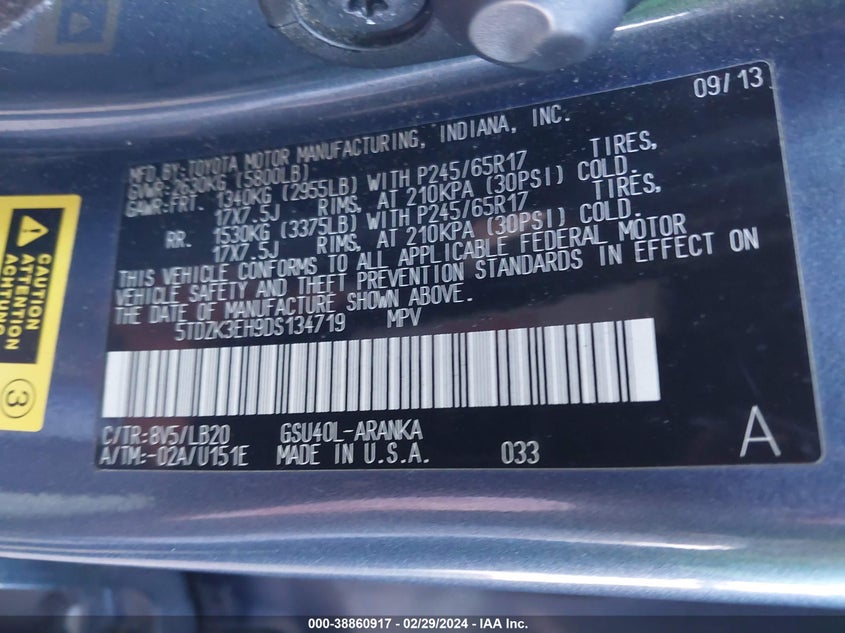 09/13
MFD.BY:TOYOTA MOTOR MANUFACTURING, INDIANA, INC.
GVWR:2630KG (5800LB)
GAWR:FRT. 1340KG (2955LB) WITH P245/65R17 TIRES,
17X7.5J RIMS, AT 210KPA (30PSI) COLD.
RR. 1530KG (3375LB) WITH P245/65R17 TIRES,
17X7.5J RIMS, AT 210KPA (30PSI) COLD.
THIS VEHICLE CONFORMS TO ALL APPLICABLE FEDERAL MOTOR
VEHICLE SAFETY AND THEFT PREVENTION STANDARDS IN EFFECT ON
THE DATE OF MANUFACTURE SHOWN ABOVE.
5TDZK3EH9DS134719 MPV
C/TR:8V5/LB20 GSU40L-ARANKA
A/TM:-02A/U151E MADE IN U.S.A. 033
A
CAUTION
ATTENTION
ACHTUNG
3
000-38860917 - 02/29/2024 - IAA Inc.